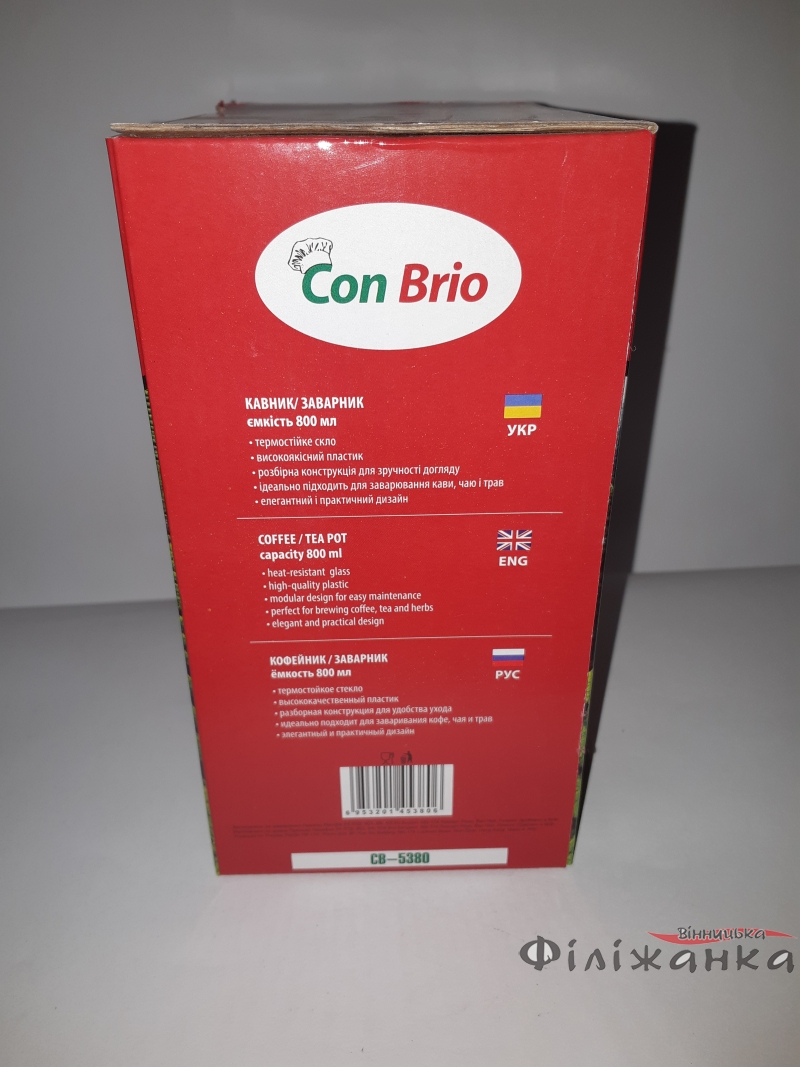 Con Brio
КАВНИК/ ЗАВАРНИК
ємкість 800 мл
• термостійке скло
• високоякісний пластик
• розбірна конструкція для зручності догляду
• ідеально підходить для заварювання кави, чаю і трав
• елегантний і практичний дизайн
УКР
COFFEE / TEA POT
capacity 800 ml
• heat-resistant glass
• high-quality plastic
• modular design for easy maintenance
• perfect for brewing coffee, tea and herbs
• elegant and practical design
ENG
КОФЕЙНИК / ЗАВАРНИК
ёмкость 800 мл
• термостойкое стекло
• высококачественный пластик
• разборная конструкция для удобства ухода
• идеально подходит для заваривания кофе, чая и трав
• элегантный и практичный дизайн
РУС
CB–5380
Вінницька
Філіжанка